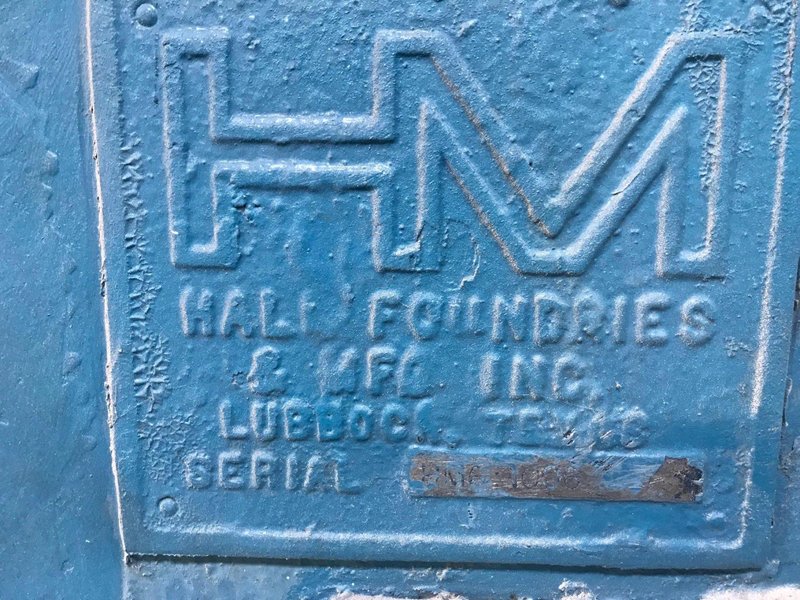 HM
HALL FOUNDRIES
& MFG INC.
LUBBOCK, TEXAS
SERIAL